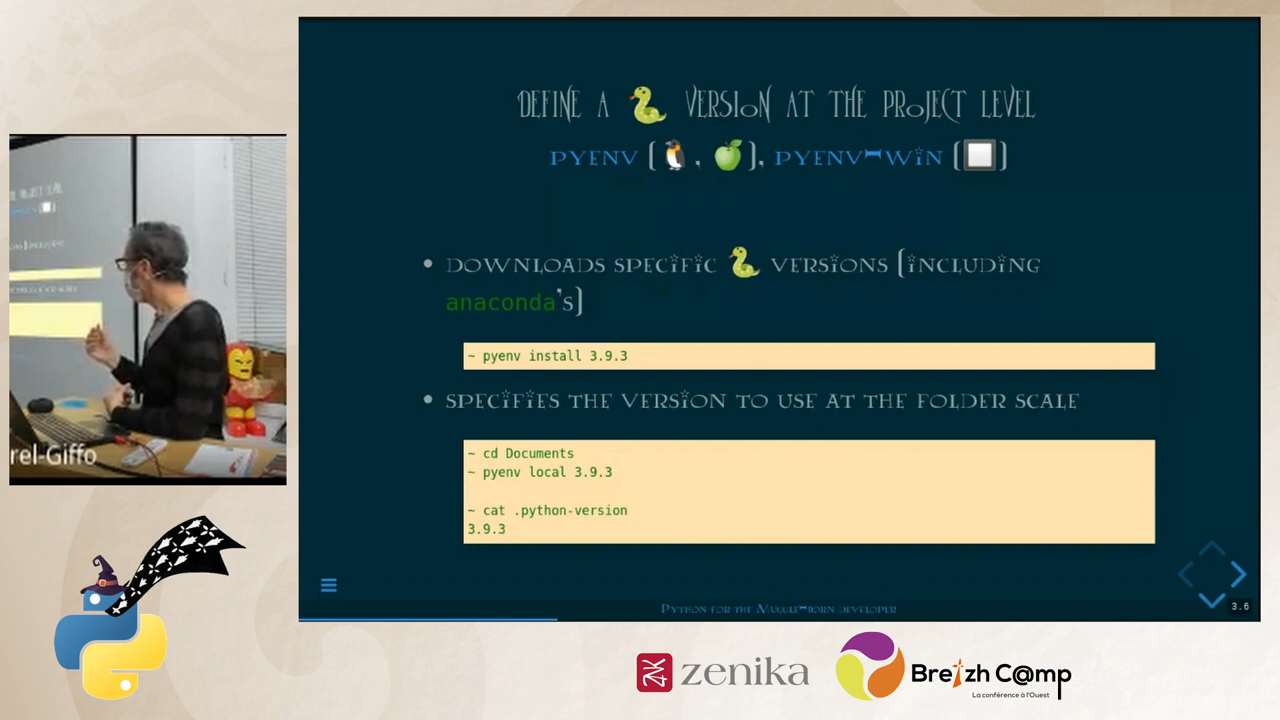 DEFINE A 🐍 VERSION AT THE PROJECT LEVEL
PYENV (🐧, 🍏), PYENV-WIN (🔲)
• DOWNLOADS SPECIFIC 🐍 VERSIONS (INCLUDING
anaconda'S)
~ pyenv install 3.9.3
• SPECIFIES THE VERSION TO USE AT THE FOLDER SCALE
~ cd Documents
~ pyenv local 3.9.3
~ cat .python-version
3.9.3
PYTHON FOR THE MUGGLE-BORN DEVELOPER
3.6
rel-Giffo
zenika
Breizh C@mp
La conférence à l'Ouest